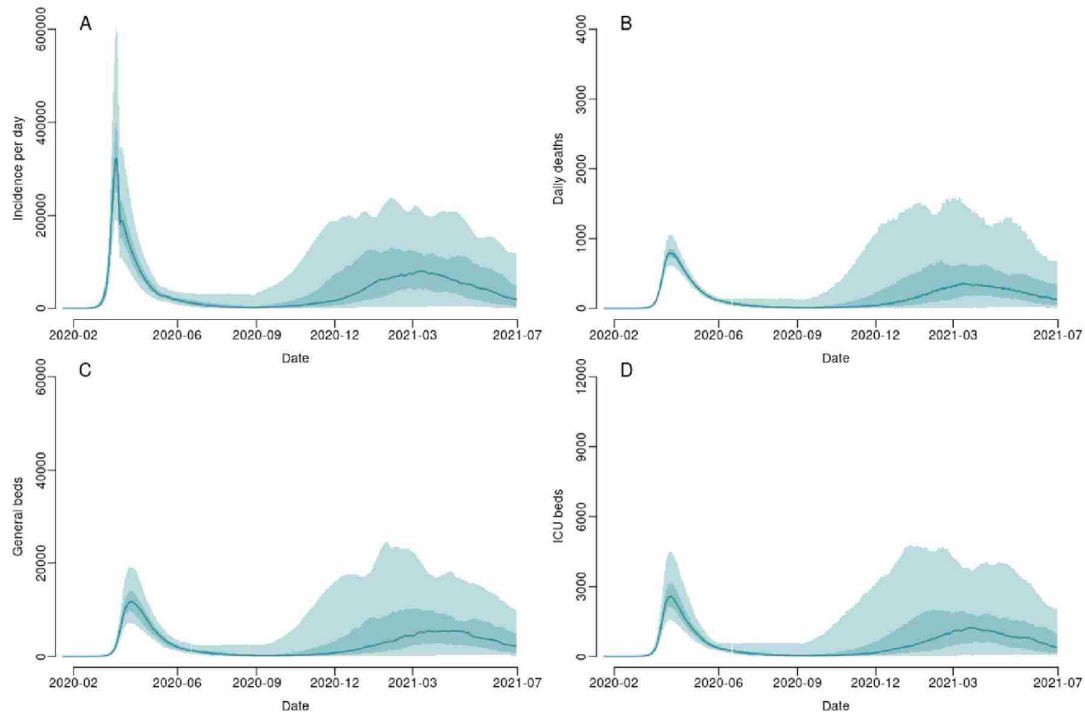 A
Incidence per day
600000
400000
200000
0
2020-02 2020-06 2020-09 2020-12 2021-03 2021-07
Date
B
Daily deaths
4000
3000
2000
1000
0
2020-02 2020-06 2020-09 2020-12 2021-03 2021-07
Date
C
General beds
60000
40000
20000
0
2020-02 2020-06 2020-09 2020-12 2021-03 2021-07
Date
D
ICU beds
12000
9000
6000
3000
0
2020-02 2020-06 2020-09 2020-12 2021-03 2021-07
Date